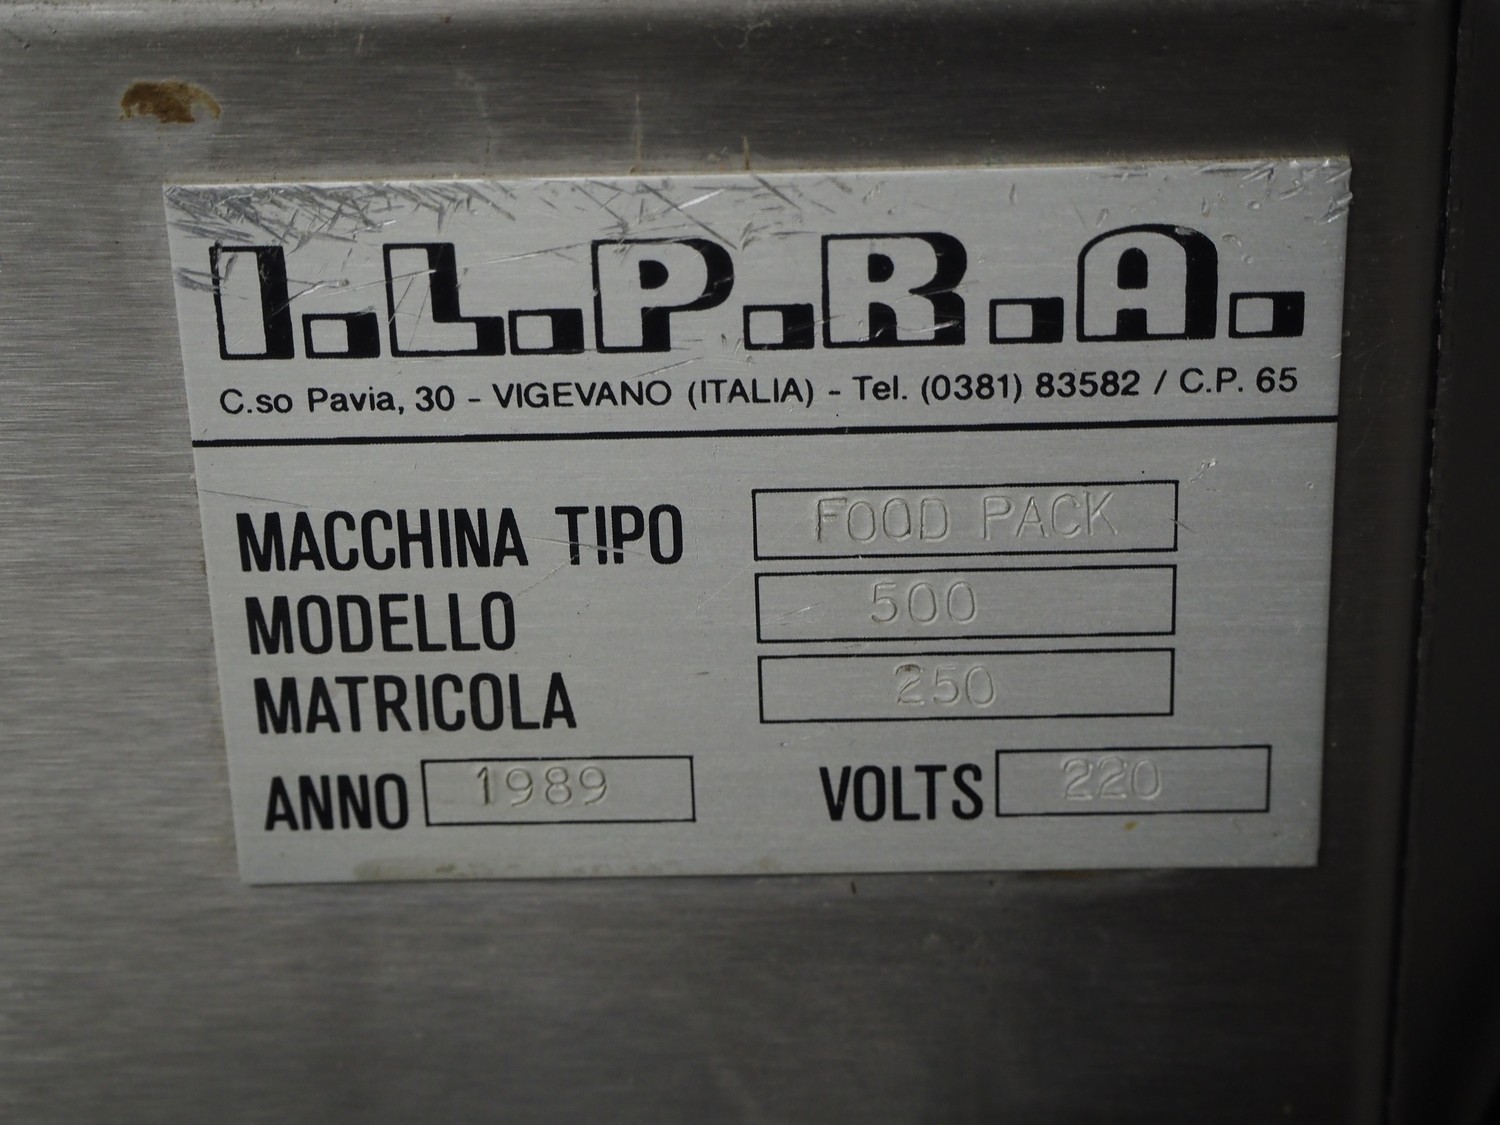 I.L.P.R.A.
C.so Pavia, 30 - VIGEVANO (ITALIA) - Tel. (0381) 83582 / C.P. 65
MACCHINA TIPO FOOD PACK
MODELLO 500
MATRICOLA 250
ANNO 1989 VOLTS 220